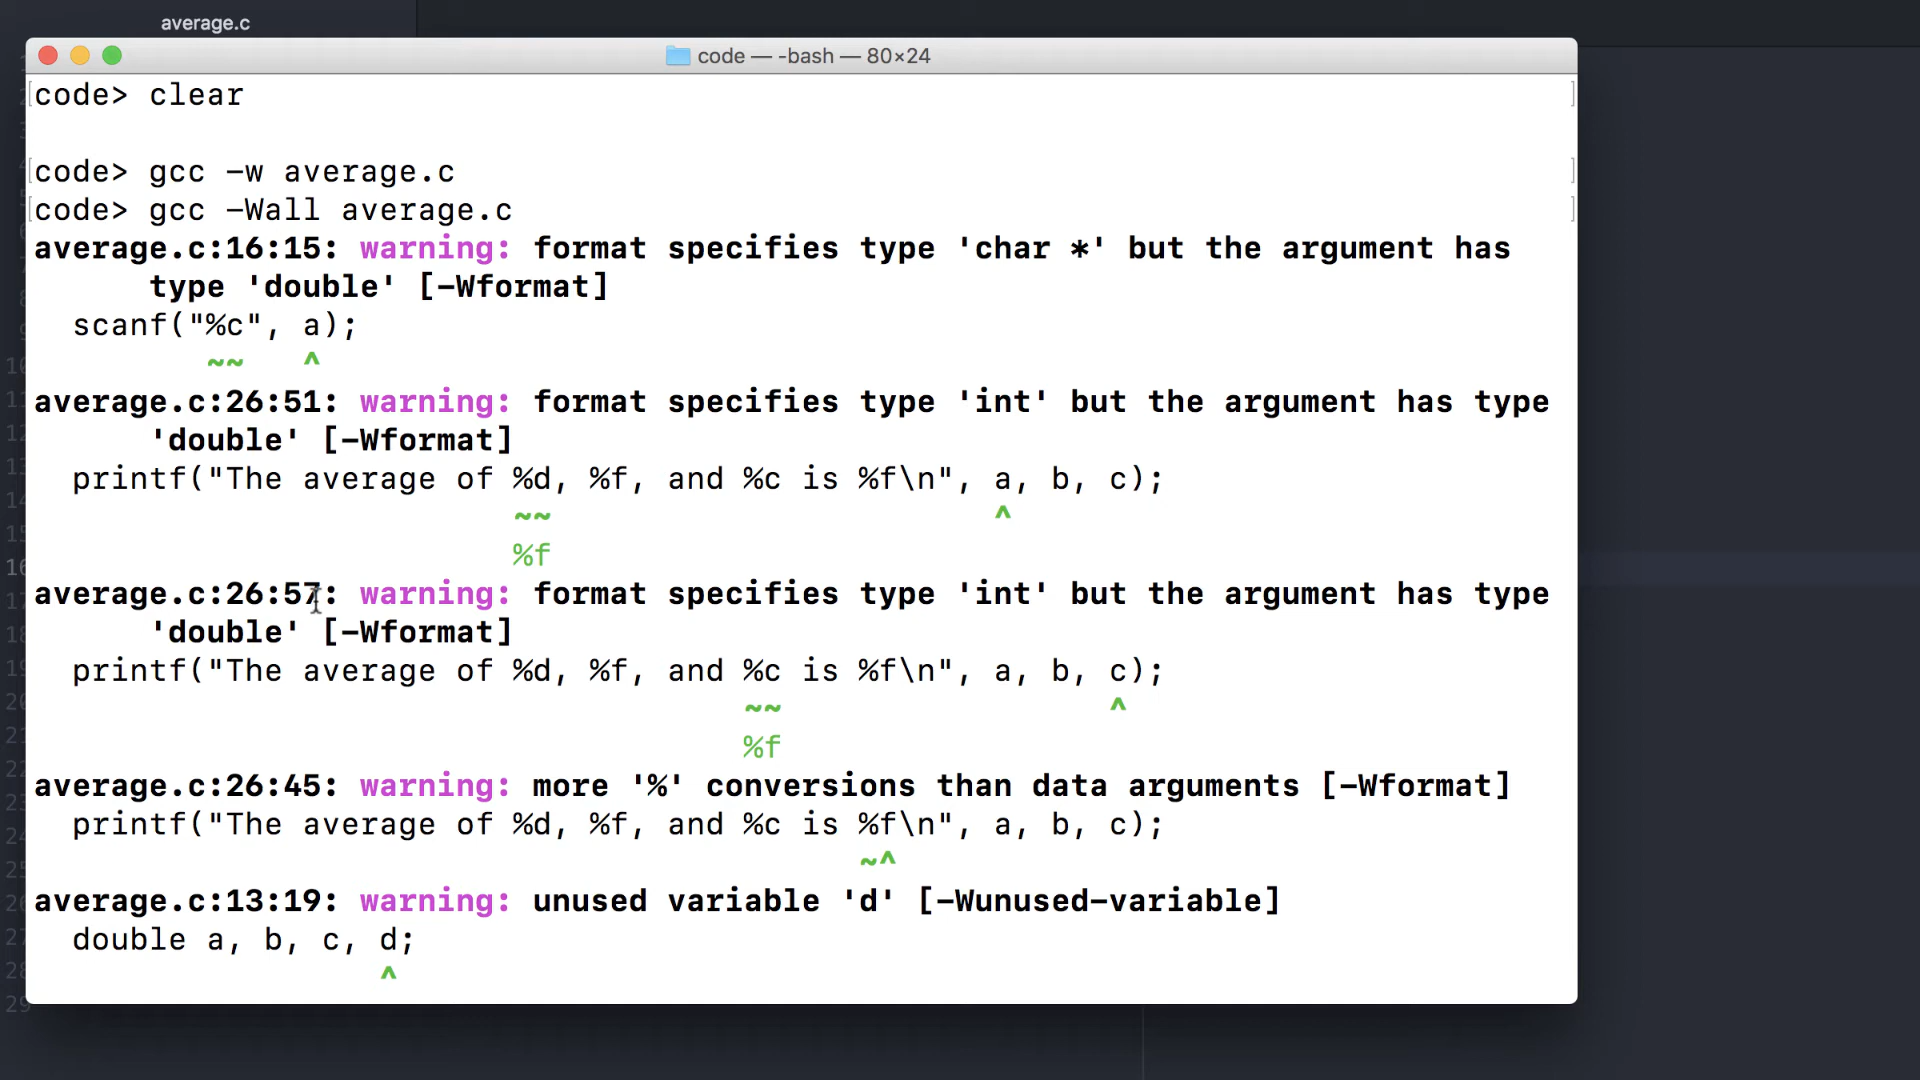 average.c
code — -bash — 80×24
code> clear
code> gcc -w average.c
code> gcc -Wall average.c
average.c:16:15: warning: format specifies type 'char *' but the argument has
type 'double' [-Wformat]
scanf("%c", a);
~~ ^
average.c:26:51: warning: format specifies type 'int' but the argument has type
'double' [-Wformat]
printf("The average of %d, %f, and %c is %f\n", a, b, c);
~~ ^
%f
average.c:26:57: warning: format specifies type 'int' but the argument has type
'double' [-Wformat]
printf("The average of %d, %f, and %c is %f\n", a, b, c);
~~ ^
%f
average.c:26:45: warning: more '%' conversions than data arguments [-Wformat]
printf("The average of %d, %f, and %c is %f\n", a, b, c);
~^
average.c:13:19: warning: unused variable 'd' [-Wunused-variable]
double a, b, c, d;
^